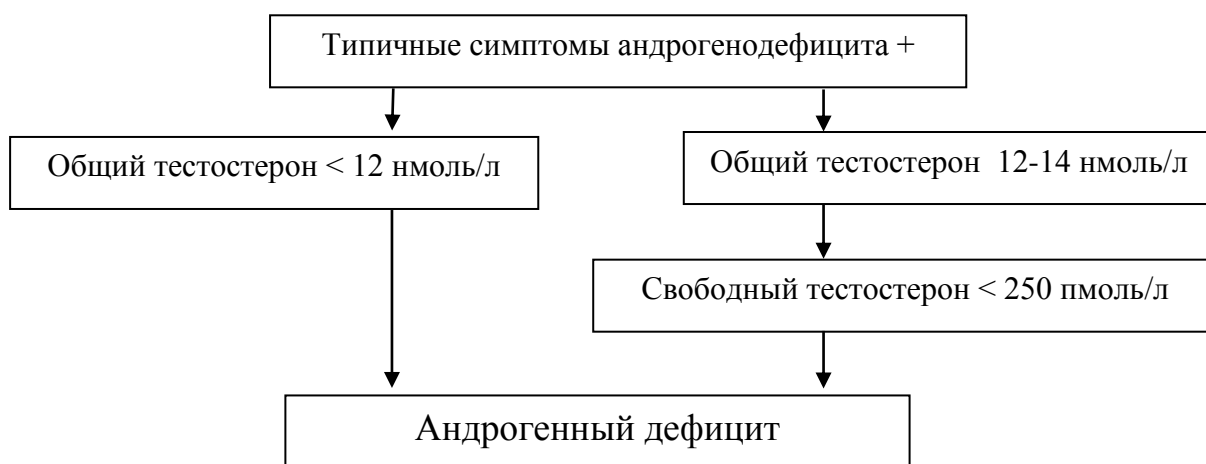 Типичные симптомы андрогенодефицита +
Общий тестостерон < 12 нмоль/л
Общий тестостерон 12-14 нмоль/л
Свободный тестостерон < 250 пмоль/л
Андрогенный дефицит